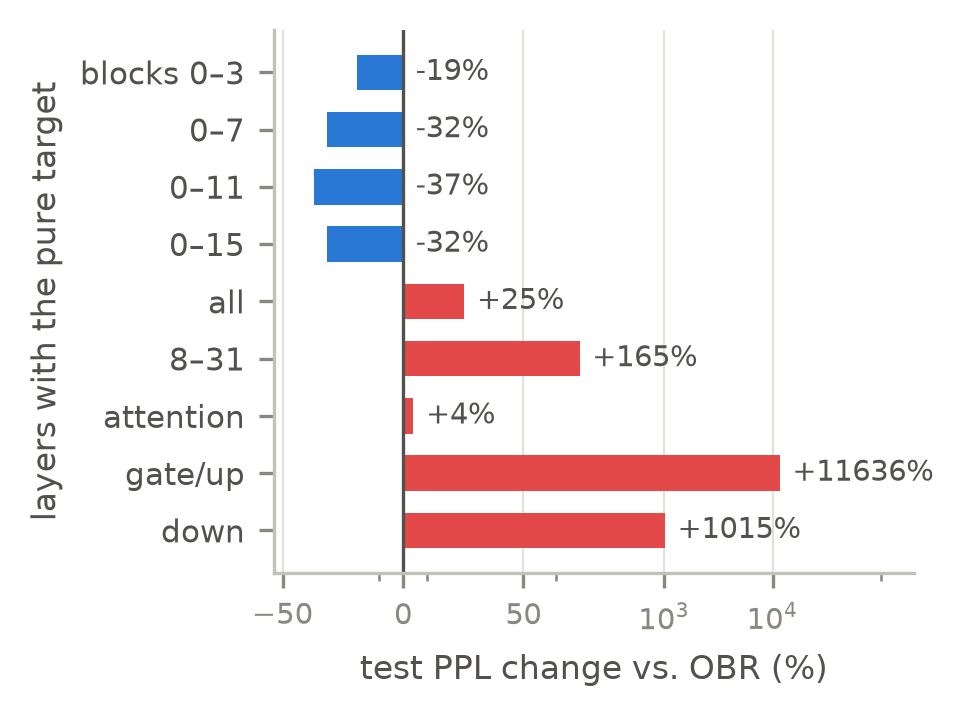 layers with the pure target
blocks 0–3 -19%
0–7 -32%
0–11 -37%
0–15 -32%
all +25%
8–31 +165%
attention +4%
gate/up +11636%
down +1015%
−50 0 50 10³ 10⁴
test PPL change vs. OBR (%)